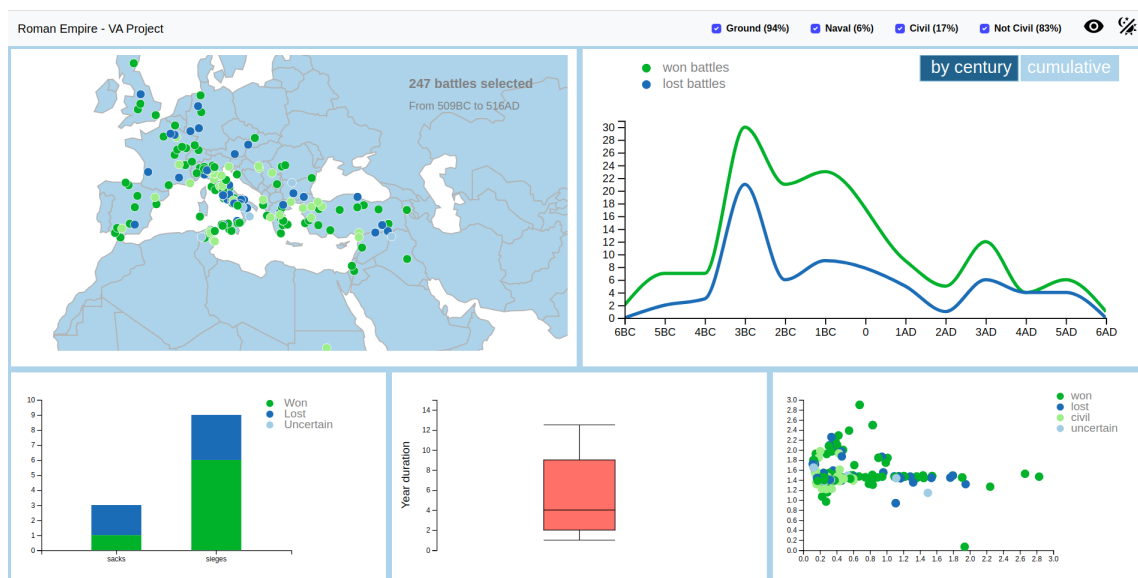 Roman Empire - VA Project
Ground (94%) Naval (6%) Civil (17%) Not Civil (83%)
247 battles selected
From 509BC to 516AD
won battles
lost battles
by century cumulative
30
28
26
24
22
20
18
16
14
12
10
8
6
4
2
0
6BC 5BC 4BC 3BC 2BC 1BC 0 1AD 2AD 3AD 4AD 5AD 6AD
10
9
8
7
6
5
4
3
2
1
0
sacks sieges
Won
Lost
Uncertain
Year duration
14
12
10
8
6
4
2
0
3.0
2.8
2.6
2.4
2.2
2.0
1.8
1.6
1.4
1.2
1.0
0.8
0.6
0.4
0.2
0.0
0.0 0.2 0.4 0.6 0.8 1.0 1.2 1.4 1.6 1.8 2.0 2.2 2.4 2.6 2.8 3.0
won
lost
civil
uncertain